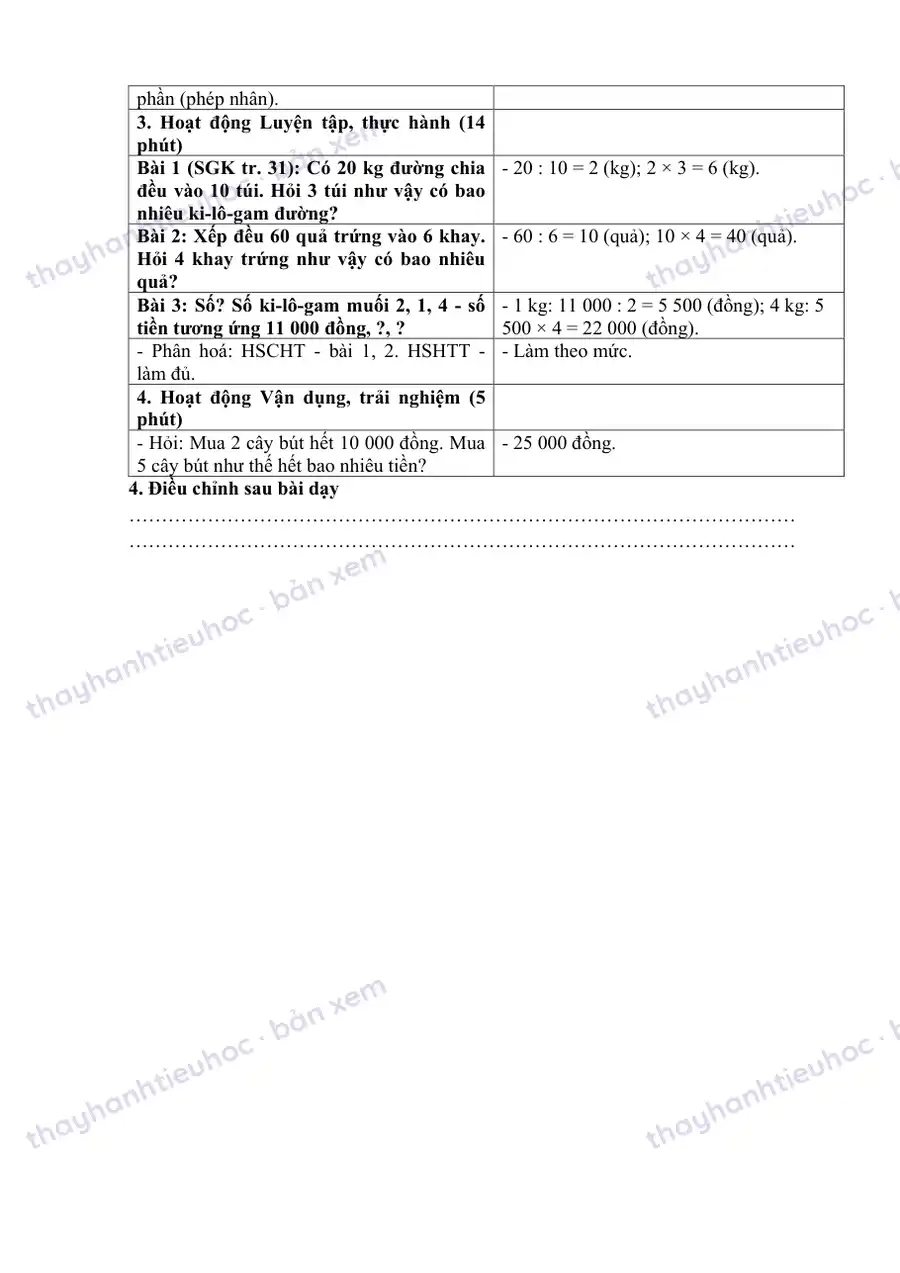 phần (phép nhân).
3. Hoạt động Luyện tập, thực hành (14
phút)
Bài 1 (SGK tr. 31): Có 20 kg đường chia
đều vào 10 túi. Hỏi 3 túi như vậy có bao
nhiêu ki-lô-gam đường?
- 20 : 10 = 2 (kg); 2 × 3 = 6 (kg).
Bài 2: Xếp đều 60 quả trứng vào 6 khay.
Hỏi 4 khay trứng như vậy có bao nhiêu
quả?
- 60 : 6 = 10 (quả); 10 × 4 = 40 (quả).
Bài 3: Số? Số ki-lô-gam muối 2, 1, 4 - số
tiền tương ứng 11 000 đồng, ?, ?
- 1 kg: 11 000 : 2 = 5 500 (đồng); 4 kg: 5
500 × 4 = 22 000 (đồng).
- Phân hoá: HSCHT - bài 1, 2. HSHTT -
làm đủ.
- Làm theo mức.
4. Hoạt động Vận dụng, trải nghiệm (5
phút)
- Hỏi: Mua 2 cây bút hết 10 000 đồng. Mua
5 cây bút như thế hết bao nhiêu tiền?
- 25 000 đồng.
4. Điều chỉnh sau bài dạy
……………………………………………………………………………………………
……………………………………………………………………………………………
thayhanhtieuhoc · bản xem
thayhanhtieuhoc · b
thayhanhtieuhoc · bản xem
thayhanhtieuhoc · b
thayhanhtieuhoc · bản xem
thayhanhtieuhoc · b